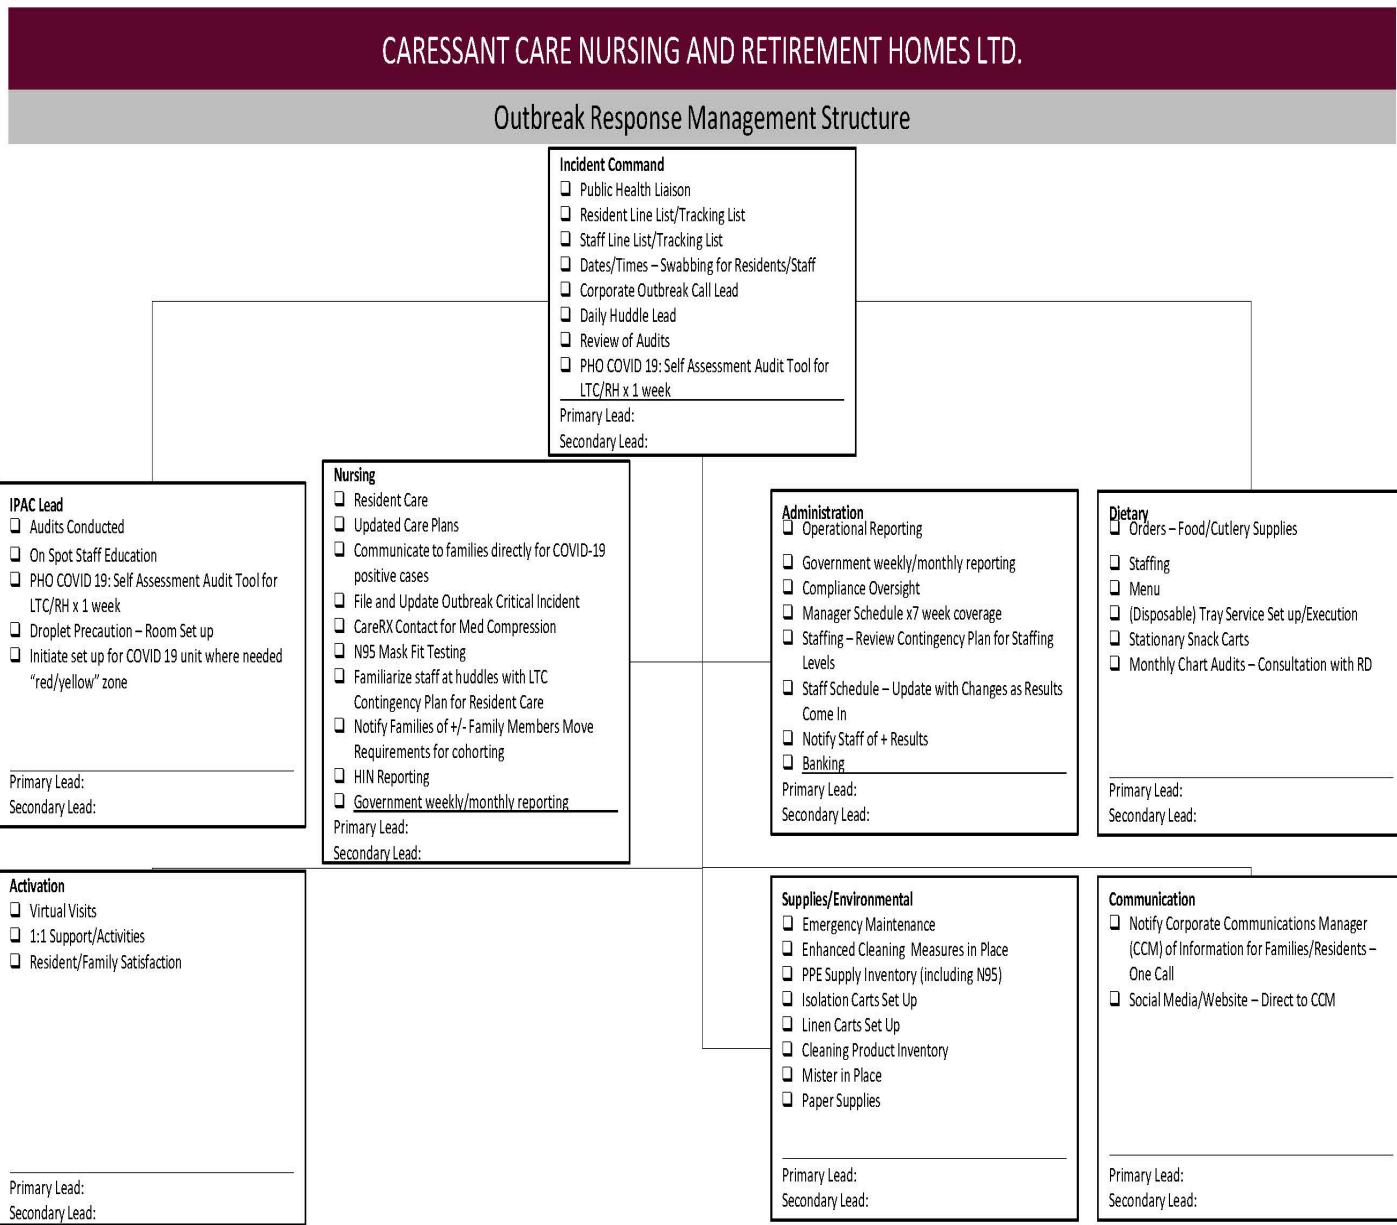 CARESSANT CARE NURSING AND RETIREMENT HOMES LTD.
Outbreak Response Management Structure
Incident Command
❑ Public Health Liaison
❑ Resident Line List/Tracking List
❑ Staff Line List/Tracking List
❑ Dates/Times – Swabbing for Residents/Staff
❑ Corporate Outbreak Call Lead
❑ Daily Huddle Lead
❑ Review of Audits
❑ PHO COVID 19: Self Assessment Audit Tool for
LTC/RH x 1 week
Primary Lead:
Secondary Lead:
IPAC Lead
❑ Audits Conducted
❑ On Spot Staff Education
❑ PHO COVID 19: Self Assessment Audit Tool for
LTC/RH x 1 week
❑ Droplet Precaution – Room Set up
❑ Initiate set up for COVID 19 unit where needed
“red/yellow” zone
Primary Lead:
Secondary Lead:
Nursing
❑ Resident Care
❑ Updated Care Plans
❑ Communicate to families directly for COVID-19
positive cases
❑ File and Update Outbreak Critical Incident
❑ CareRX Contact for Med Compression
❑ N95 Mask Fit Testing
❑ Familiarize staff at huddles with LTC
Contingency Plan for Resident Care
❑ Notify Families of +/- Family Members Move
Requirements for cohorting
❑ HIN Reporting
❑ Government weekly/monthly reporting
Primary Lead:
Secondary Lead:
Administration
❑ Operational Reporting
❑ Government weekly/monthly reporting
❑ Compliance Oversight
❑ Manager Schedule x7 week coverage
❑ Staffing – Review Contingency Plan for Staffing
Levels
❑ Staff Schedule – Update with Changes as Results
Come In
❑ Notify Staff of + Results
❑ Banking
Primary Lead:
Secondary Lead:
Dietary
❑ Orders – Food/Cutlery Supplies
❑ Staffing
❑ Menu
❑ (Disposable) Tray Service Set up/Execution
❑ Stationary Snack Carts
❑ Monthly Chart Audits – Consultation with RD
Primary Lead:
Secondary Lead:
Activation
❑ Virtual Visits
❑ 1:1 Support/Activities
❑ Resident/Family Satisfaction
Primary Lead:
Secondary Lead:
Supplies/Environmental
❑ Emergency Maintenance
❑ Enhanced Cleaning Measures in Place
❑ PPE Supply Inventory (including N95)
❑ Isolation Carts Set Up
❑ Linen Carts Set Up
❑ Cleaning Product Inventory
❑ Mister in Place
❑ Paper Supplies
Primary Lead:
Secondary Lead:
Communication
❑ Notify Corporate Communications Manager
(CCM) of Information for Families/Residents –
One Call
❑ Social Media/Website – Direct to CCM
Primary Lead:
Secondary Lead: